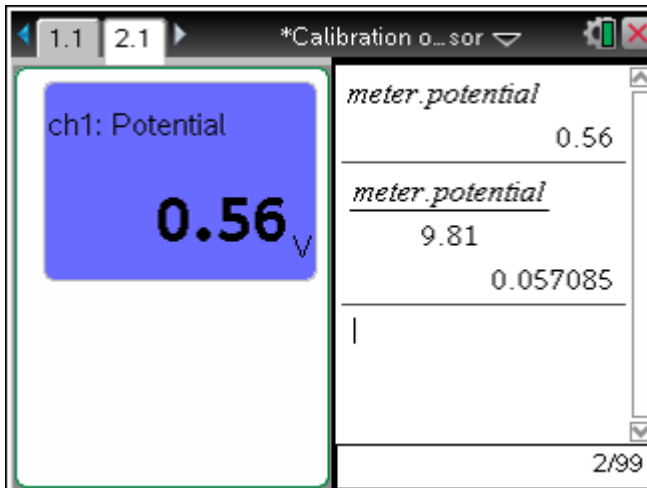 1.1 2.1 *Calibration o...sor
ch1: Potential
0.56 V
meter.potential
0.56
meter.potential
9.81
0.057085
2/99